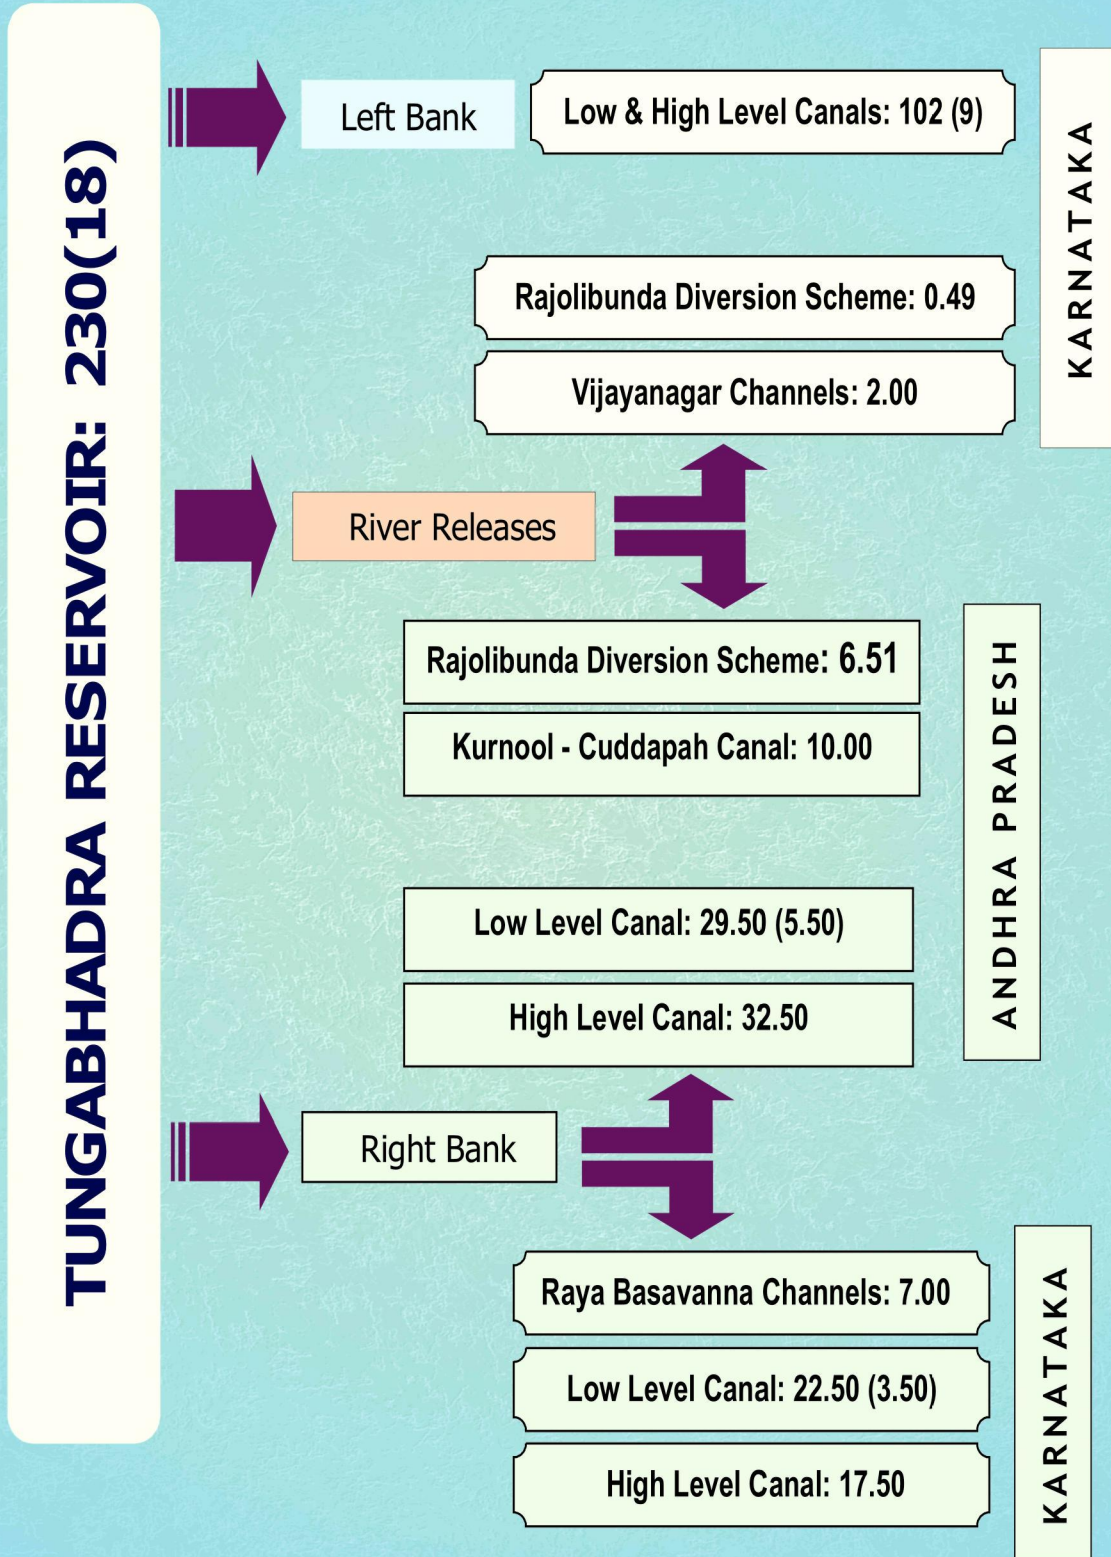 TUNGABHADRA RESERVOIR: 230(18)
Left Bank
Low & High Level Canals: 102 (9)
KARNATAKA
Rajolibunda Diversion Scheme: 0.49
Vijayanagar Channels: 2.00
River Releases
Rajolibunda Diversion Scheme: 6.51
Kurnool - Cuddapah Canal: 10.00
ANDHRA PRADESH
Low Level Canal: 29.50 (5.50)
High Level Canal: 32.50
Right Bank
Raya Basavanna Channels: 7.00
Low Level Canal: 22.50 (3.50)
High Level Canal: 17.50
KARNATAKA